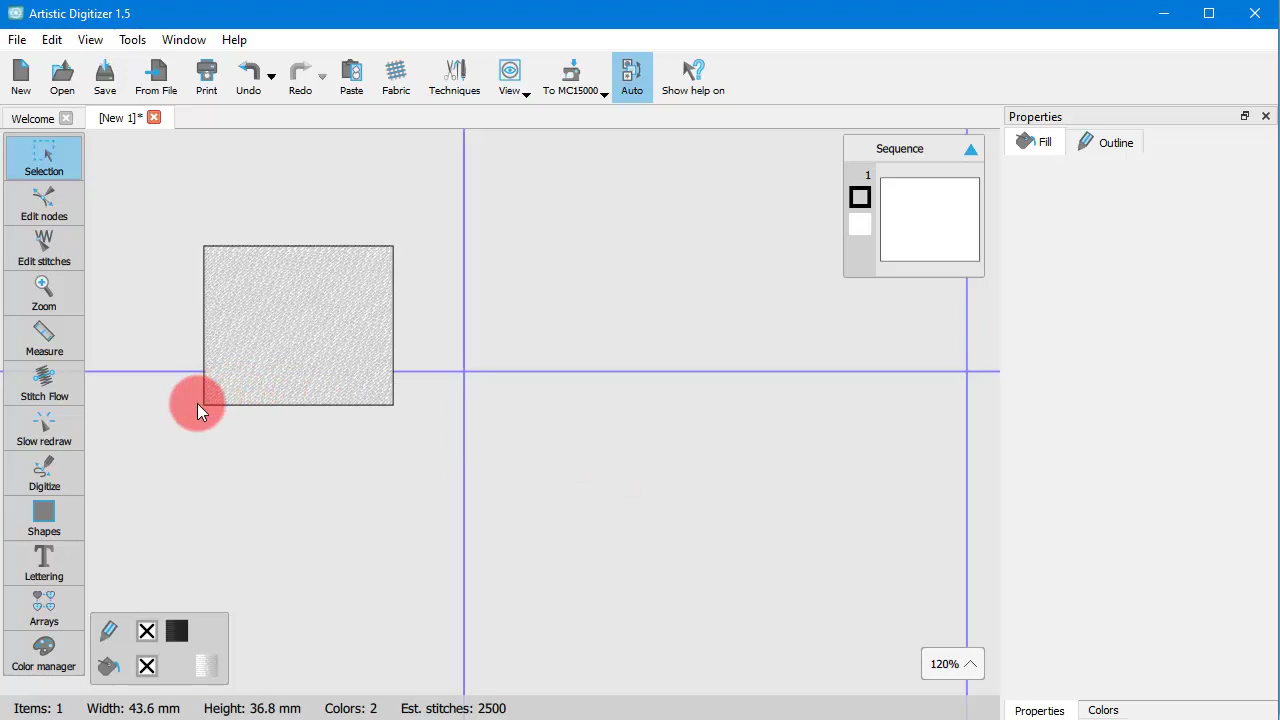 Artistic Digitizer 1.5
File Edit View Tools Window Help
New Open Save From File Print Undo Redo Paste Fabric Techniques View To MC15000 Auto Show help on
Welcome [New 1]*
Properties
Fill Outline
Sequence
1
Selection
Edit nodes
Edit stitches
Zoom
Measure
Stitch Flow
Slow redraw
Digitize
Shapes
Lettering
Arrays
Color manager
120%
Items: 1 Width: 43.6 mm Height: 36.8 mm Colors: 2 Est. stitches: 2500
Properties Colors